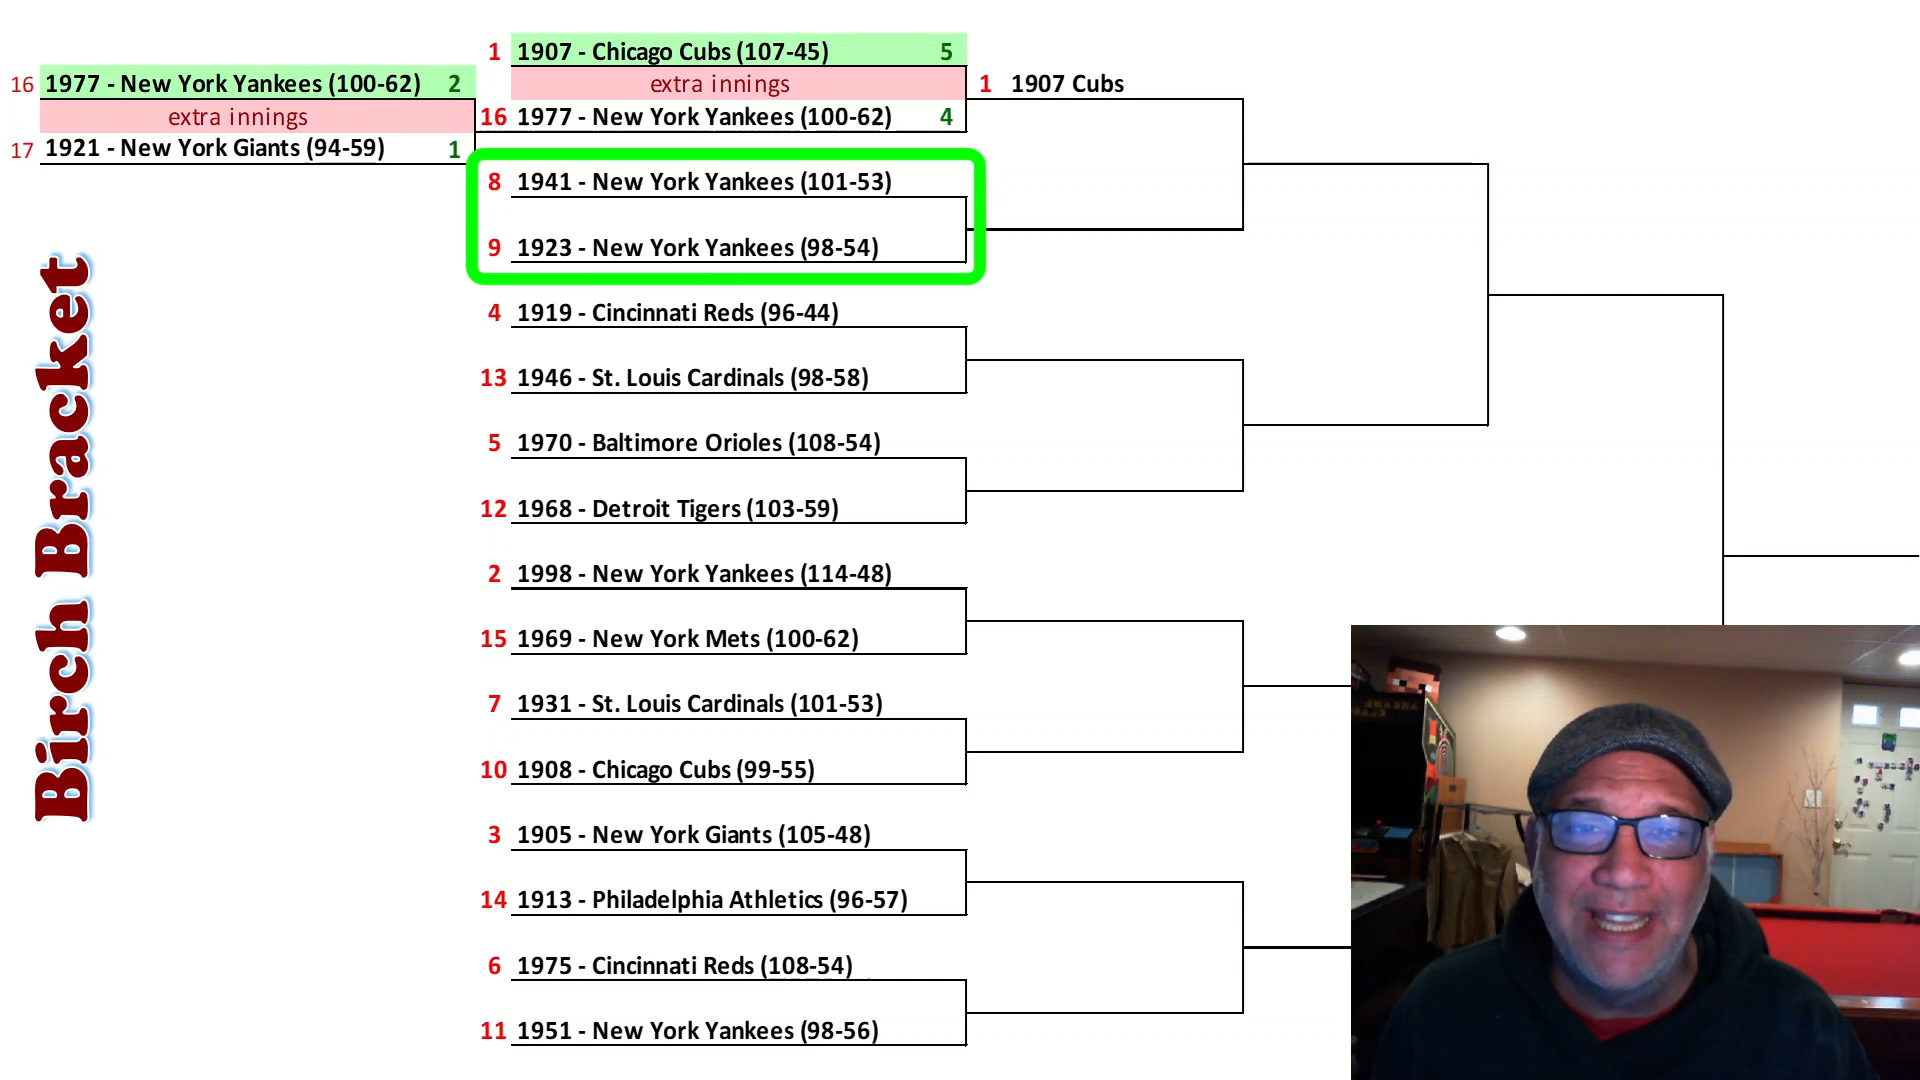 1 1907 - Chicago Cubs (107-45) 5
16 1977 - New York Yankees (100-62) 2
extra innings
1 1907 Cubs
extra innings
16 1977 - New York Yankees (100-62) 4
17 1921 - New York Giants (94-59) 1
8 1941 - New York Yankees (101-53)
9 1923 - New York Yankees (98-54)
4 1919 - Cincinnati Reds (96-44)
13 1946 - St. Louis Cardinals (98-58)
5 1970 - Baltimore Orioles (108-54)
12 1968 - Detroit Tigers (103-59)
2 1998 - New York Yankees (114-48)
15 1969 - New York Mets (100-62)
7 1931 - St. Louis Cardinals (101-53)
10 1908 - Chicago Cubs (99-55)
3 1905 - New York Giants (105-48)
14 1913 - Philadelphia Athletics (96-57)
6 1975 - Cincinnati Reds (108-54)
11 1951 - New York Yankees (98-56)
Birch Bracket